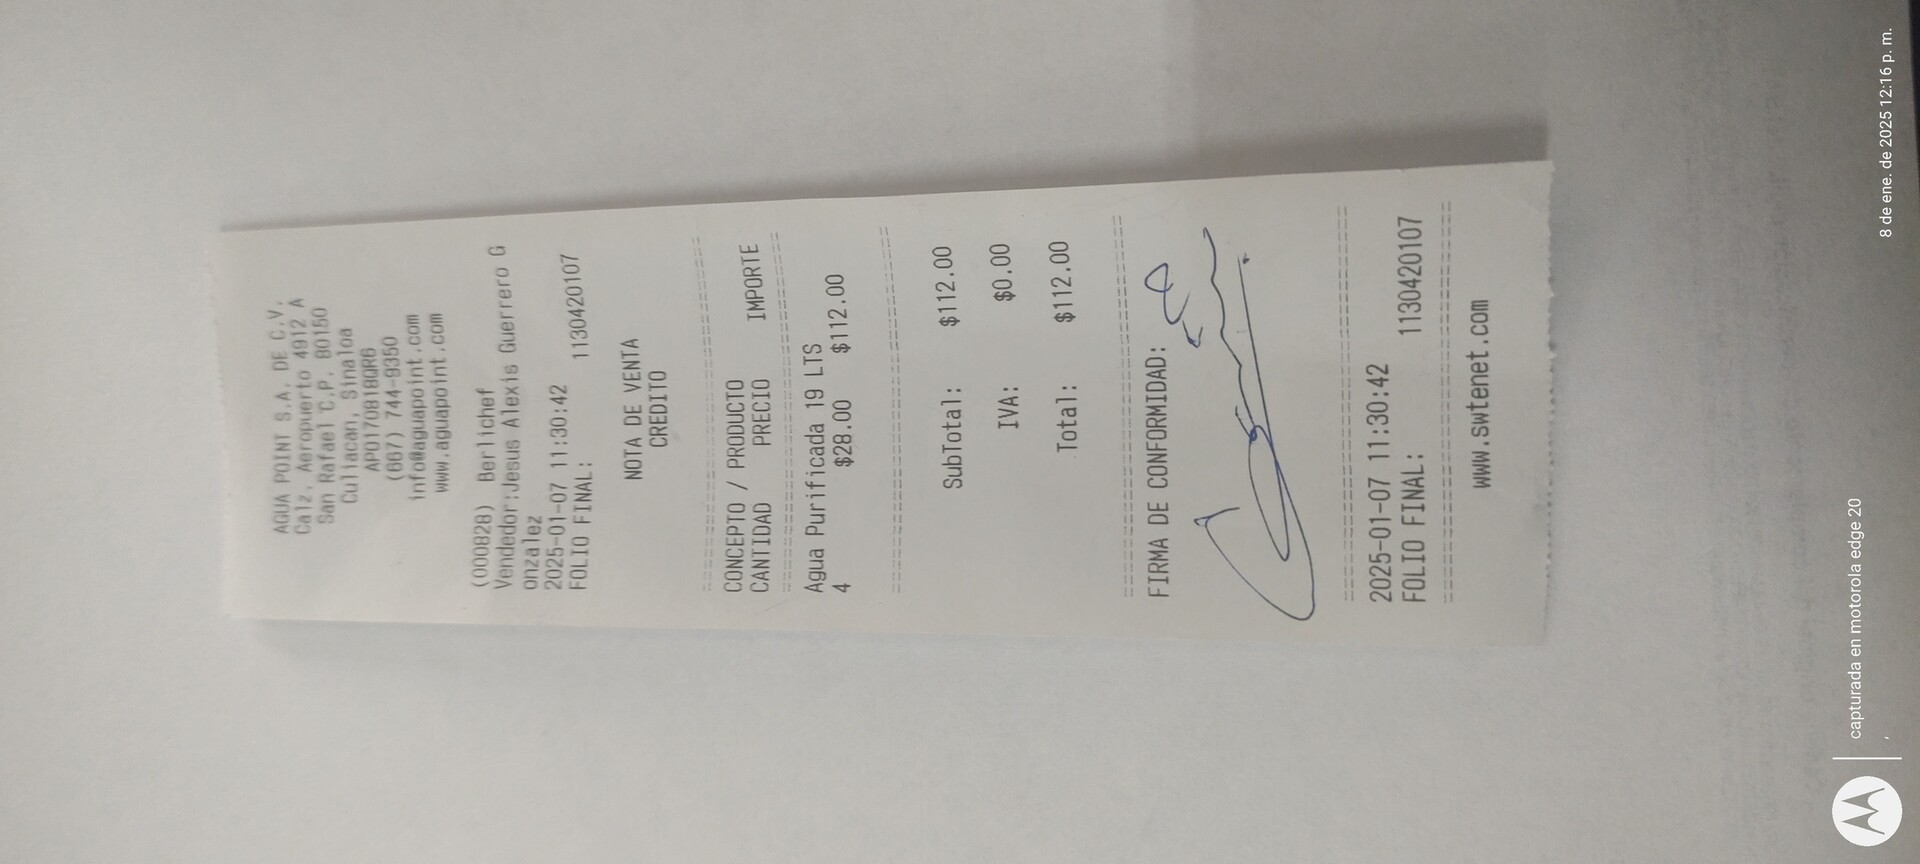 AGUA POINT S.A. DE C.V.
Calz. Aeropuerto 4912 A
San Rafael C.P. 80150
Culiacan, Sinaloa
APO170818QR6
(667) 744-9350
info@aguapoint.com
www.aguapoint.com
(000828) Berlichef
Vendedor:Jesus Alexis Guerrero G
onzalez
2025-01-07 11:30:42
FOLIO FINAL: 1130420107
NOTA DE VENTA
CREDITO
CONCEPTO / PRODUCTO
CANTIDAD PRECIO IMPORTE
Agua Purificada 19 LTS
4 $28.00 $112.00
SubTotal: $112.00
IVA: $0.00
Total: $112.00
FIRMA DE CONFORMIDAD:
2025-01-07 11:30:42
FOLIO FINAL: 1130420107
www.swtenet.com
capturada en motorola edge 20
, 8 de ene. de 2025 12:16 p. m.